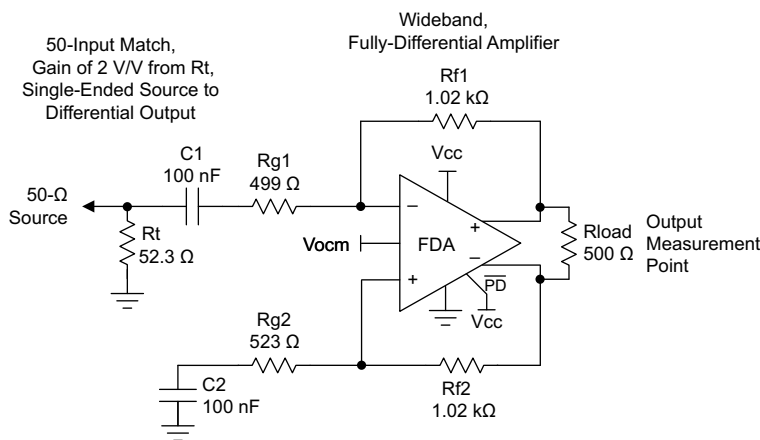 Wideband,
Fully-Differential Amplifier
50-Input Match,
Gain of 2 V/V from Rt,
Single-Ended Source to
Differential Output
Rf1
1.02 kΩ
C1
100 nF
Rg1
499 Ω
Vcc
50-Ω
Source
Rt
52.3 Ω
Vocm
−
+
FDA
+
−
PD
Vcc
Rload
500 Ω
Output
Measurement
Point
Rg2
523 Ω
C2
100 nF
Rf2
1.02 kΩ